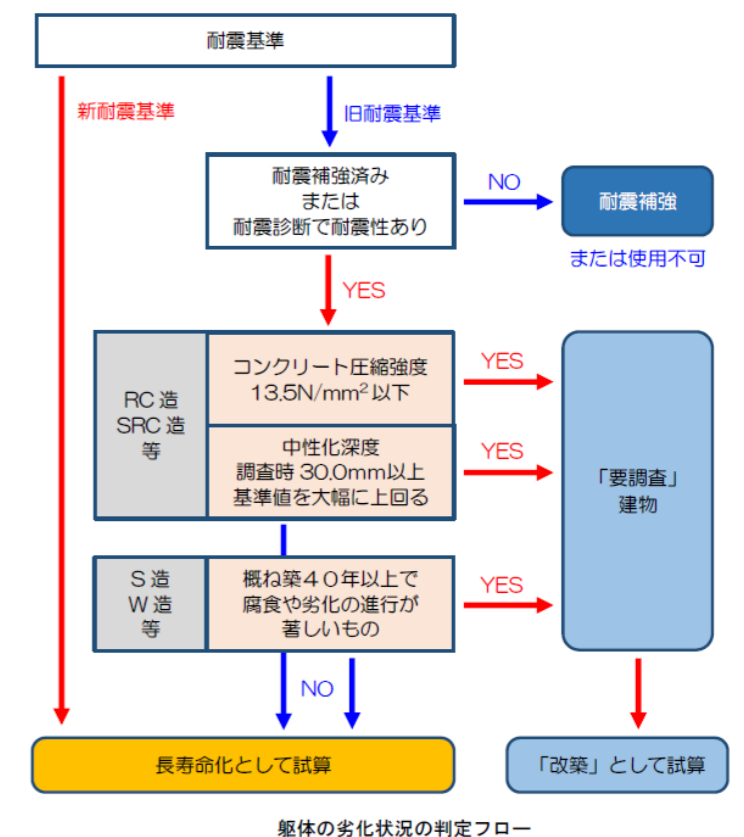 耐震基準
新耐震基準
旧耐震基準
耐震補強済み
または
耐震診断で耐震性あり
NO
耐震補強
または使用不可
YES
RC 造
SRC 造
等
コンクリート圧縮強度
13.5N/mm²以下
YES
中性化深度
調査時 30.0mm以上
基準値を大幅に上回る
YES
「要調査」
建物
S 造
W 造
等
概ね築40年以上で
腐食や劣化の進行が
著しいもの
YES
NO
長寿命化として試算
「改築」として試算
躯体の劣化状況の判定フロー